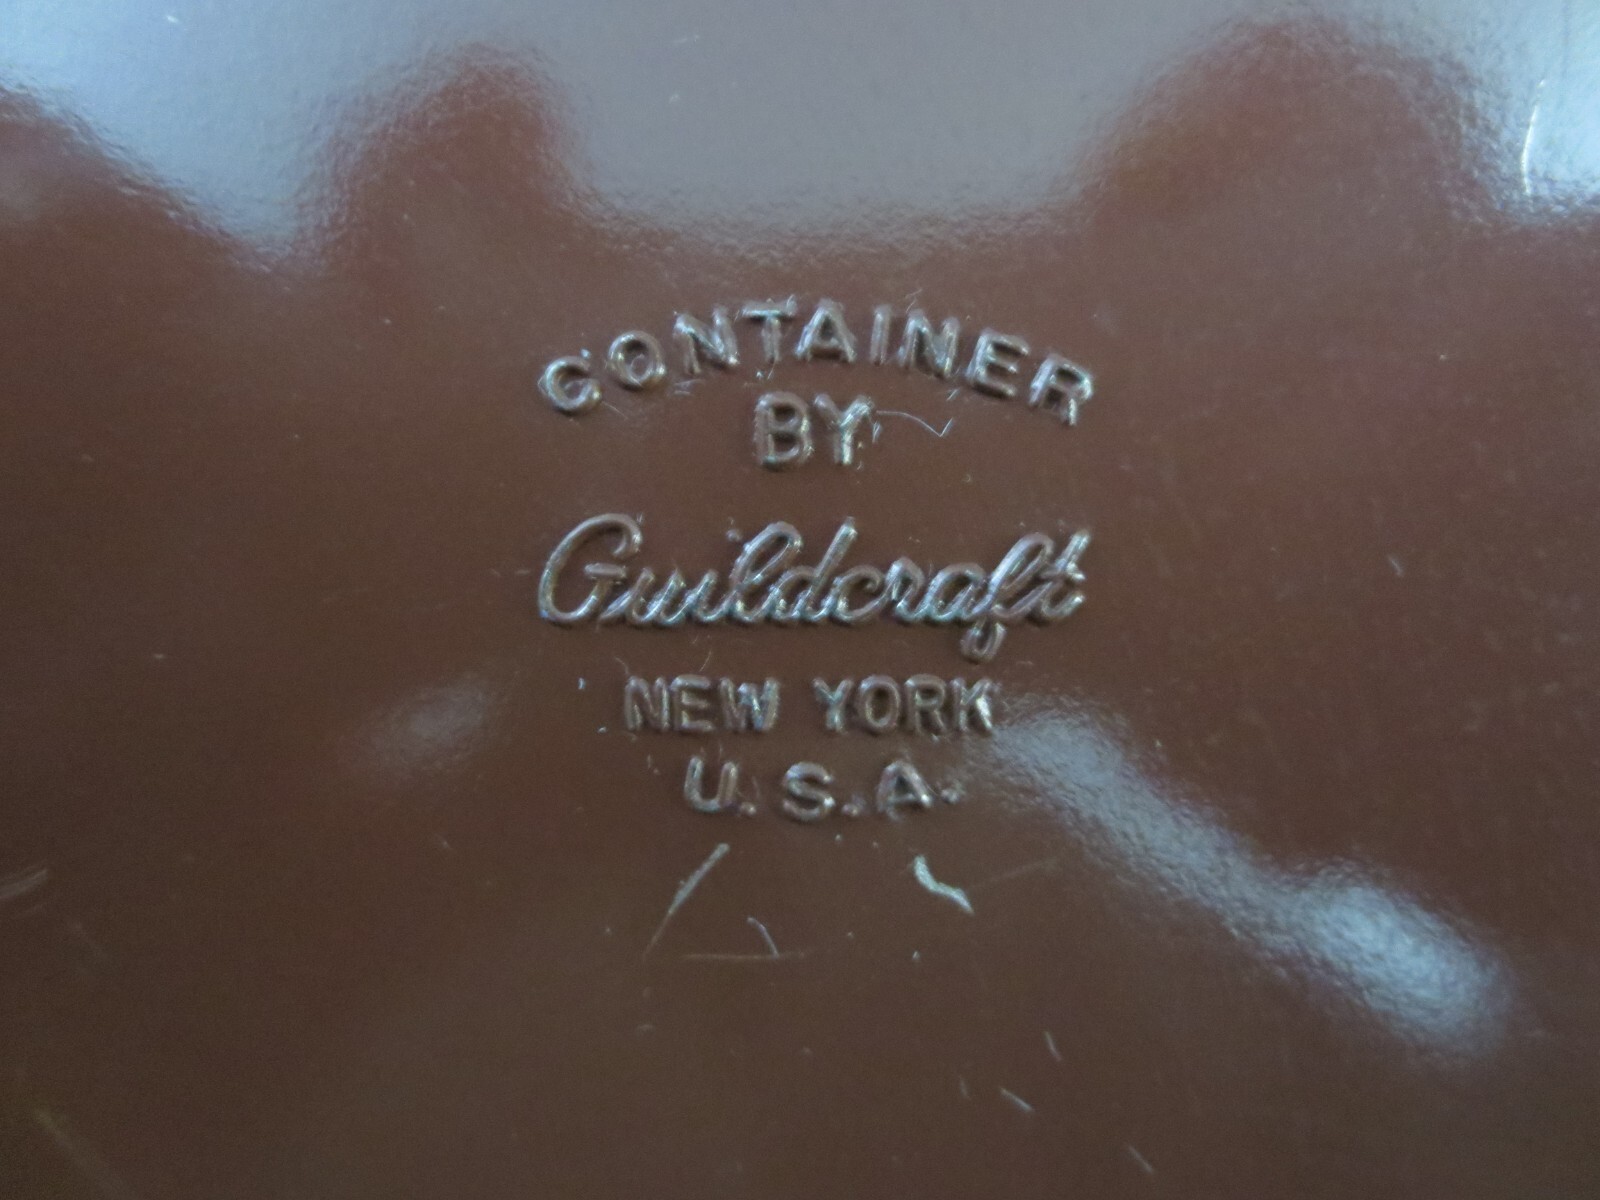 CONTAINER
BY
Guildcraft
NEW YORK
U.S.A.